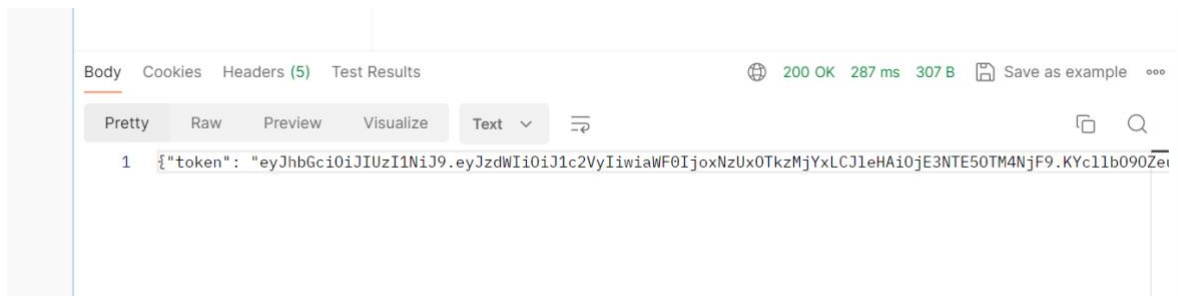 Body Cookies Headers (5) Test Results 200 OK 287 ms 307 B Save as example
Pretty Raw Preview Visualize Text
1 {"token": "eyJhbGciOiJIUzI1NiJ9.eyJzdWIiOiJ1c2VyIiwiaWF0IjoxNzUxOTkzMjYxLCJleHAiOjE3NTE5OTM4NjF9.KYcllbO9OZeu